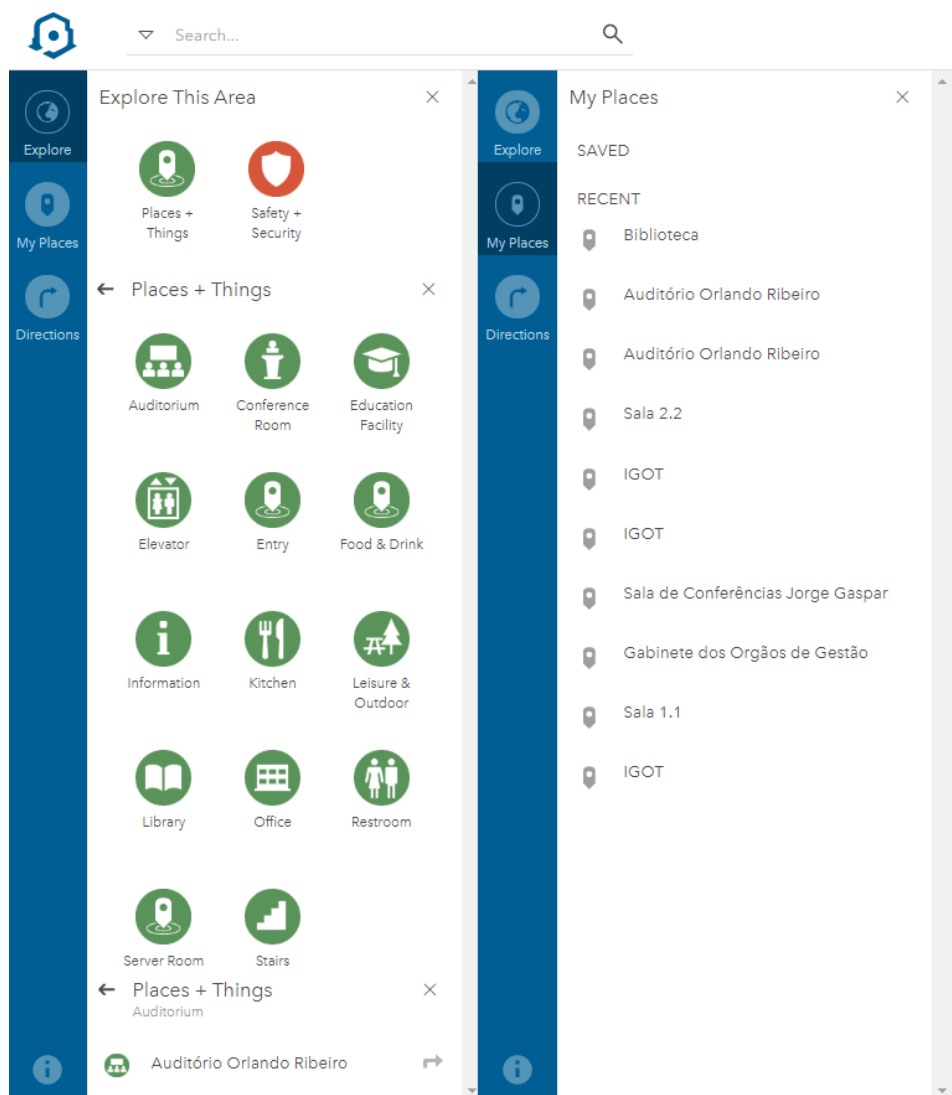 Search...
Explore
My Places
Directions
Explore This Area
Places +
Things
Safety +
Security
Places + Things
Auditorium
Conference
Room
Education
Facility
Elevator
Entry
Food & Drink
Information
Kitchen
Leisure &
Outdoor
Library
Office
Restroom
Server Room
Stairs
Places + Things
Auditorium
Auditório Orlando Ribeiro
Explore
My Places
Directions
My Places
SAVED
RECENT
Biblioteca
Auditório Orlando Ribeiro
Auditório Orlando Ribeiro
Sala 2.2
IGOT
IGOT
Sala de Conferências Jorge Gaspar
Gabinete dos Orgãos de Gestão
Sala 1.1
IGOT